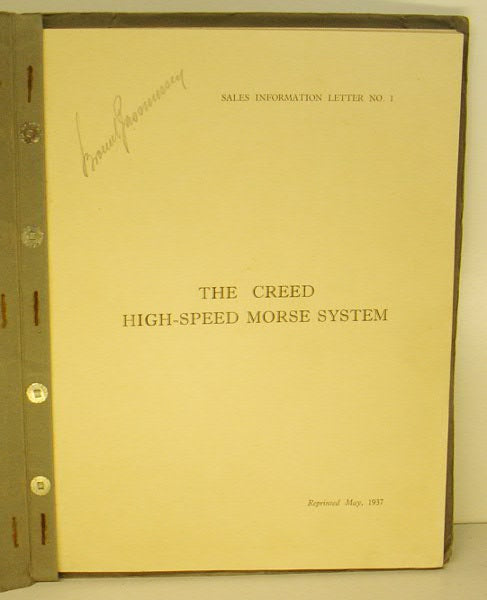 SALES INFORMATION LETTER NO. 1
THE CREED
HIGH-SPEED MORSE SYSTEM
Reprinted May, 1937